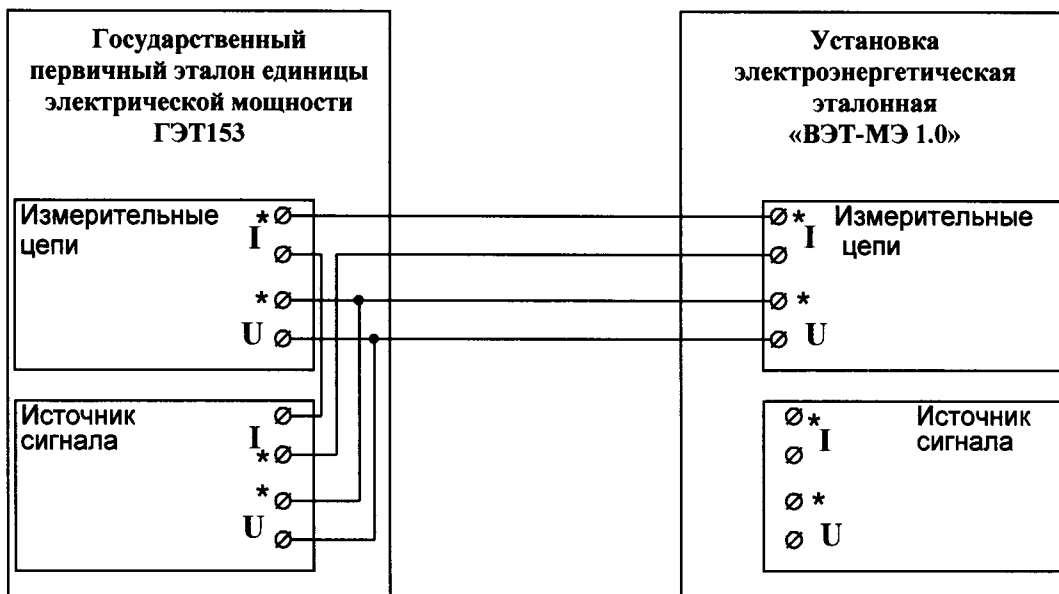 Государственный
первичный эталон единицы
электрической мощности
ГЭТ153
Установка
электроэнергетическая
эталонная
«ВЭТ-МЭ 1.0»
Измерительные
цепи
*
I
*
U
*
I
*
U
Измерительные
цепи
Источник
сигнала
I
*
*
U
*
I
*
U
Источник
сигнала